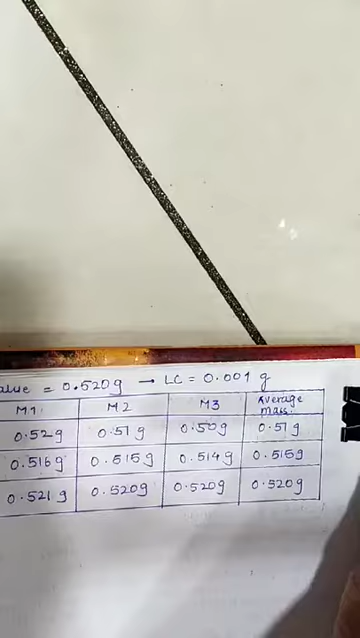 alue = 0.520g → LC = 0.001 g
M1 M2 M3 Average mass.
0.52g 0.51g 0.50g 0.51g
0.516g 0.515g 0.514g 0.515g
0.521g 0.520g 0.520g 0.520g